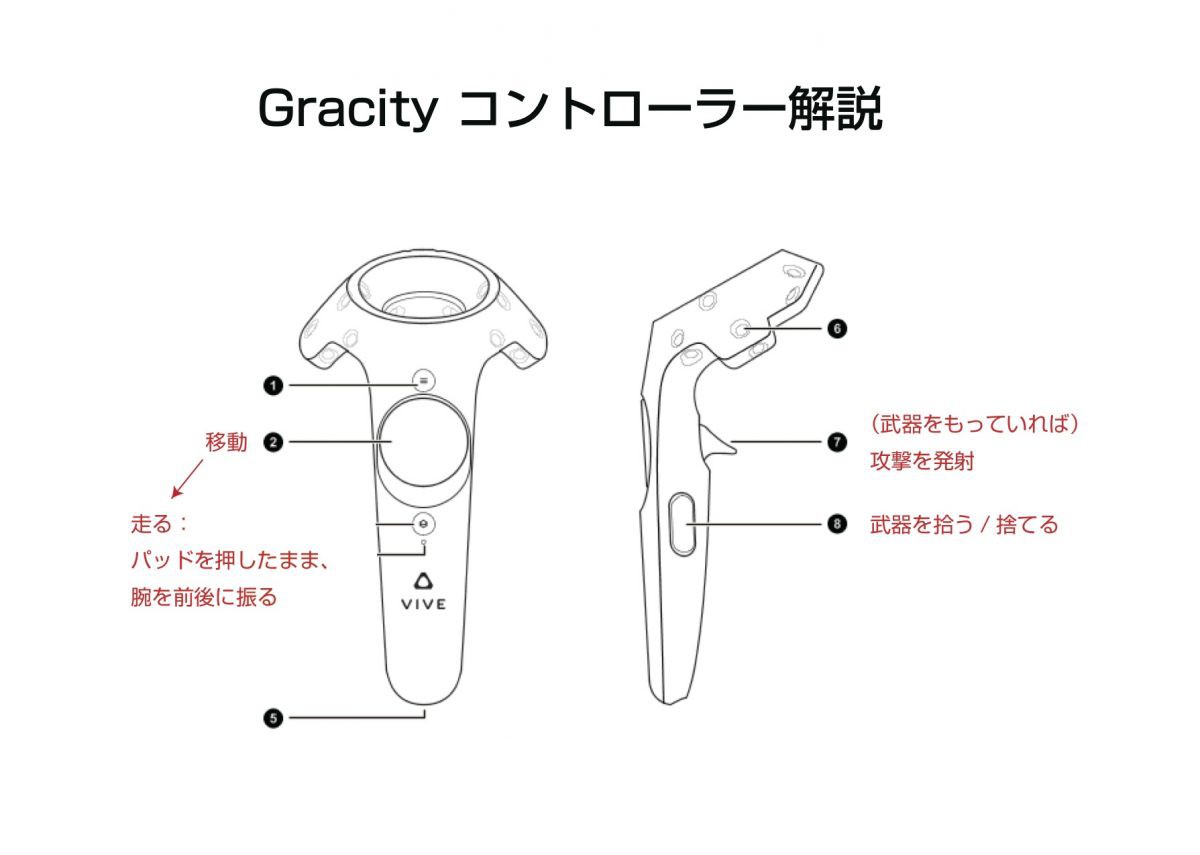 Gracity コントローラー解説
1
移動 2
走る：
パッドを押したまま、
腕を前後に振る
VIVE
5
6
（武器をもっていれば）
7
攻撃を発射
8 武器を拾う / 捨てる